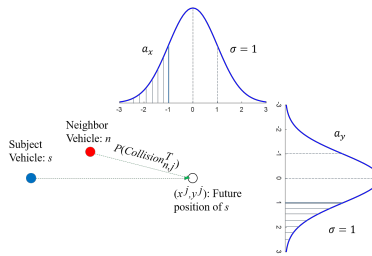 a_x
σ = 1
-3 -2 -1 0 1 2 3
Neighbor
Vehicle: n
Subject
Vehicle: s
P(Collision^T_{n,j})
(x^j,y^j): Future
position of s
-3
-2
-1
0
1
2
3
a_y
σ = 1